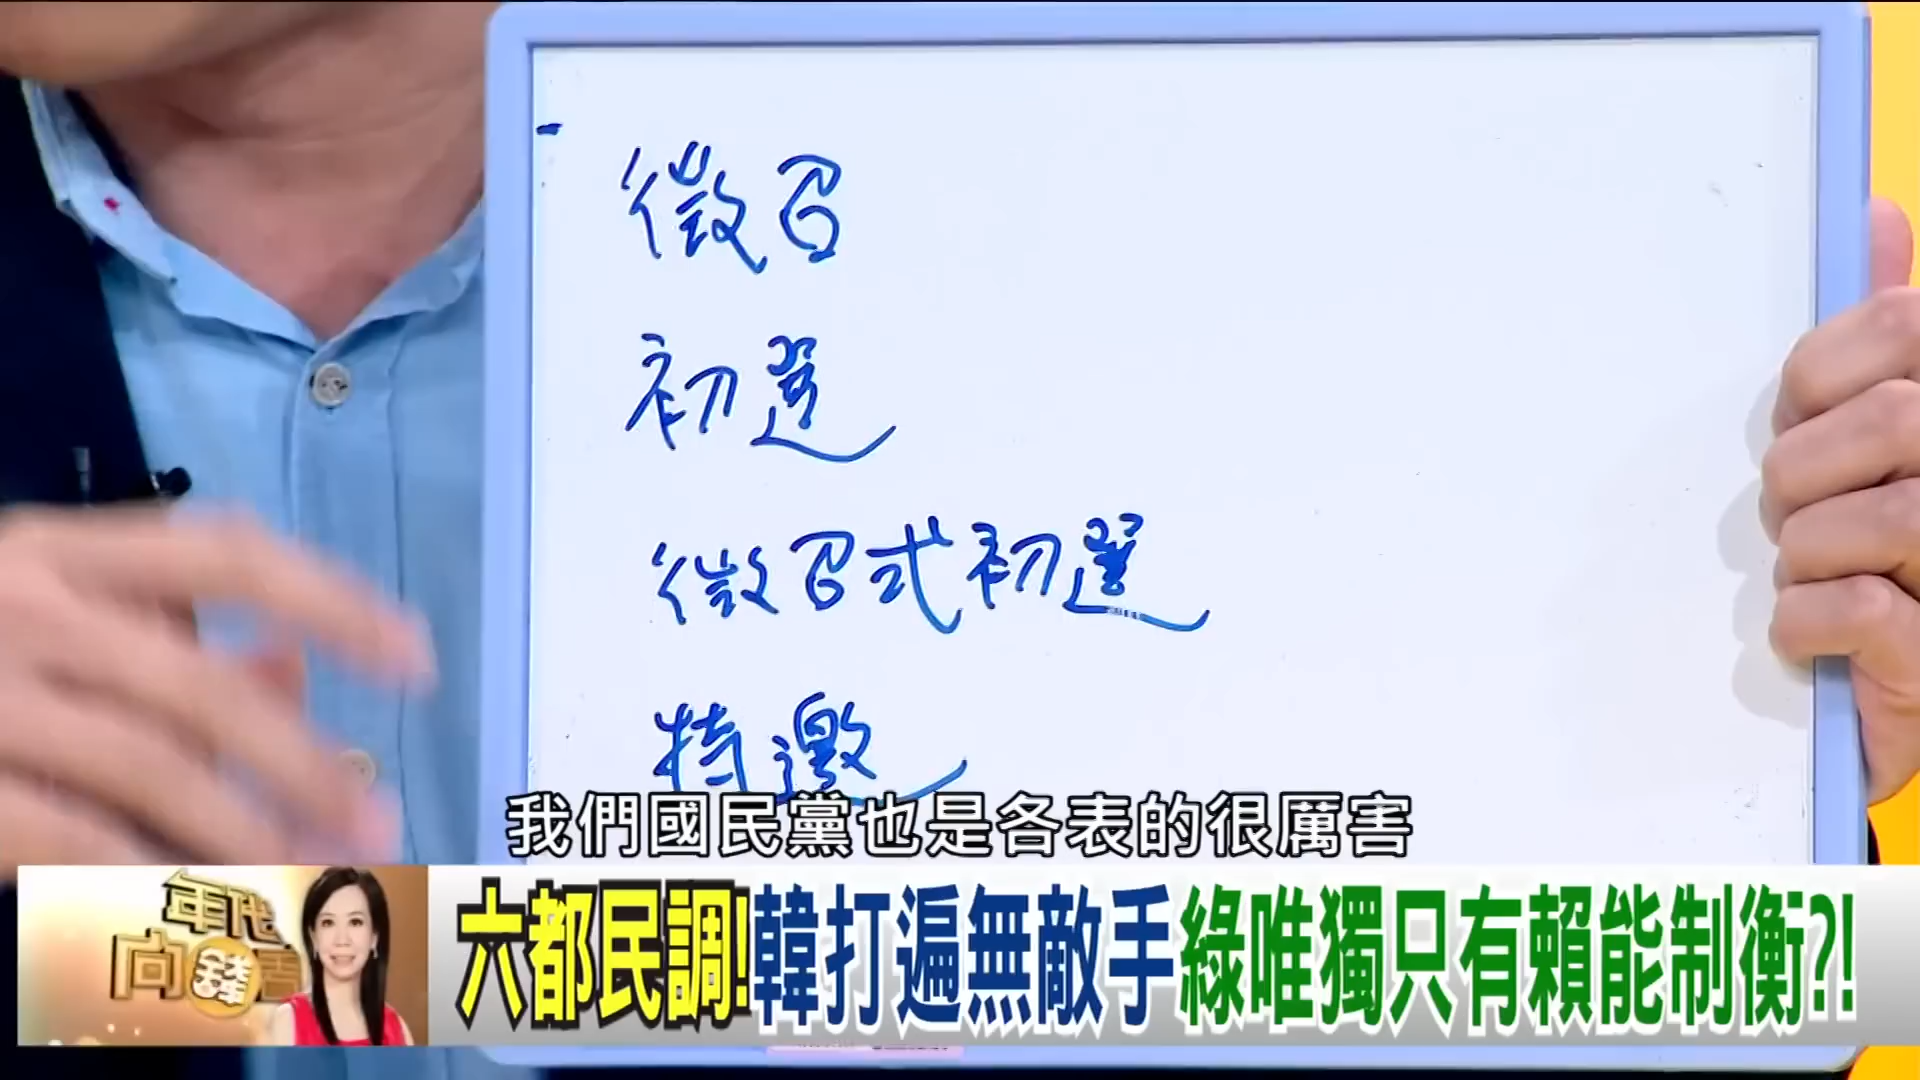 徵召
初選
徵召式初選
特邀
我們國民黨也是各表的很厲害
年代向錢看
六都民調!韓打遍無敵手綠唯獨只有賴能制衡?!